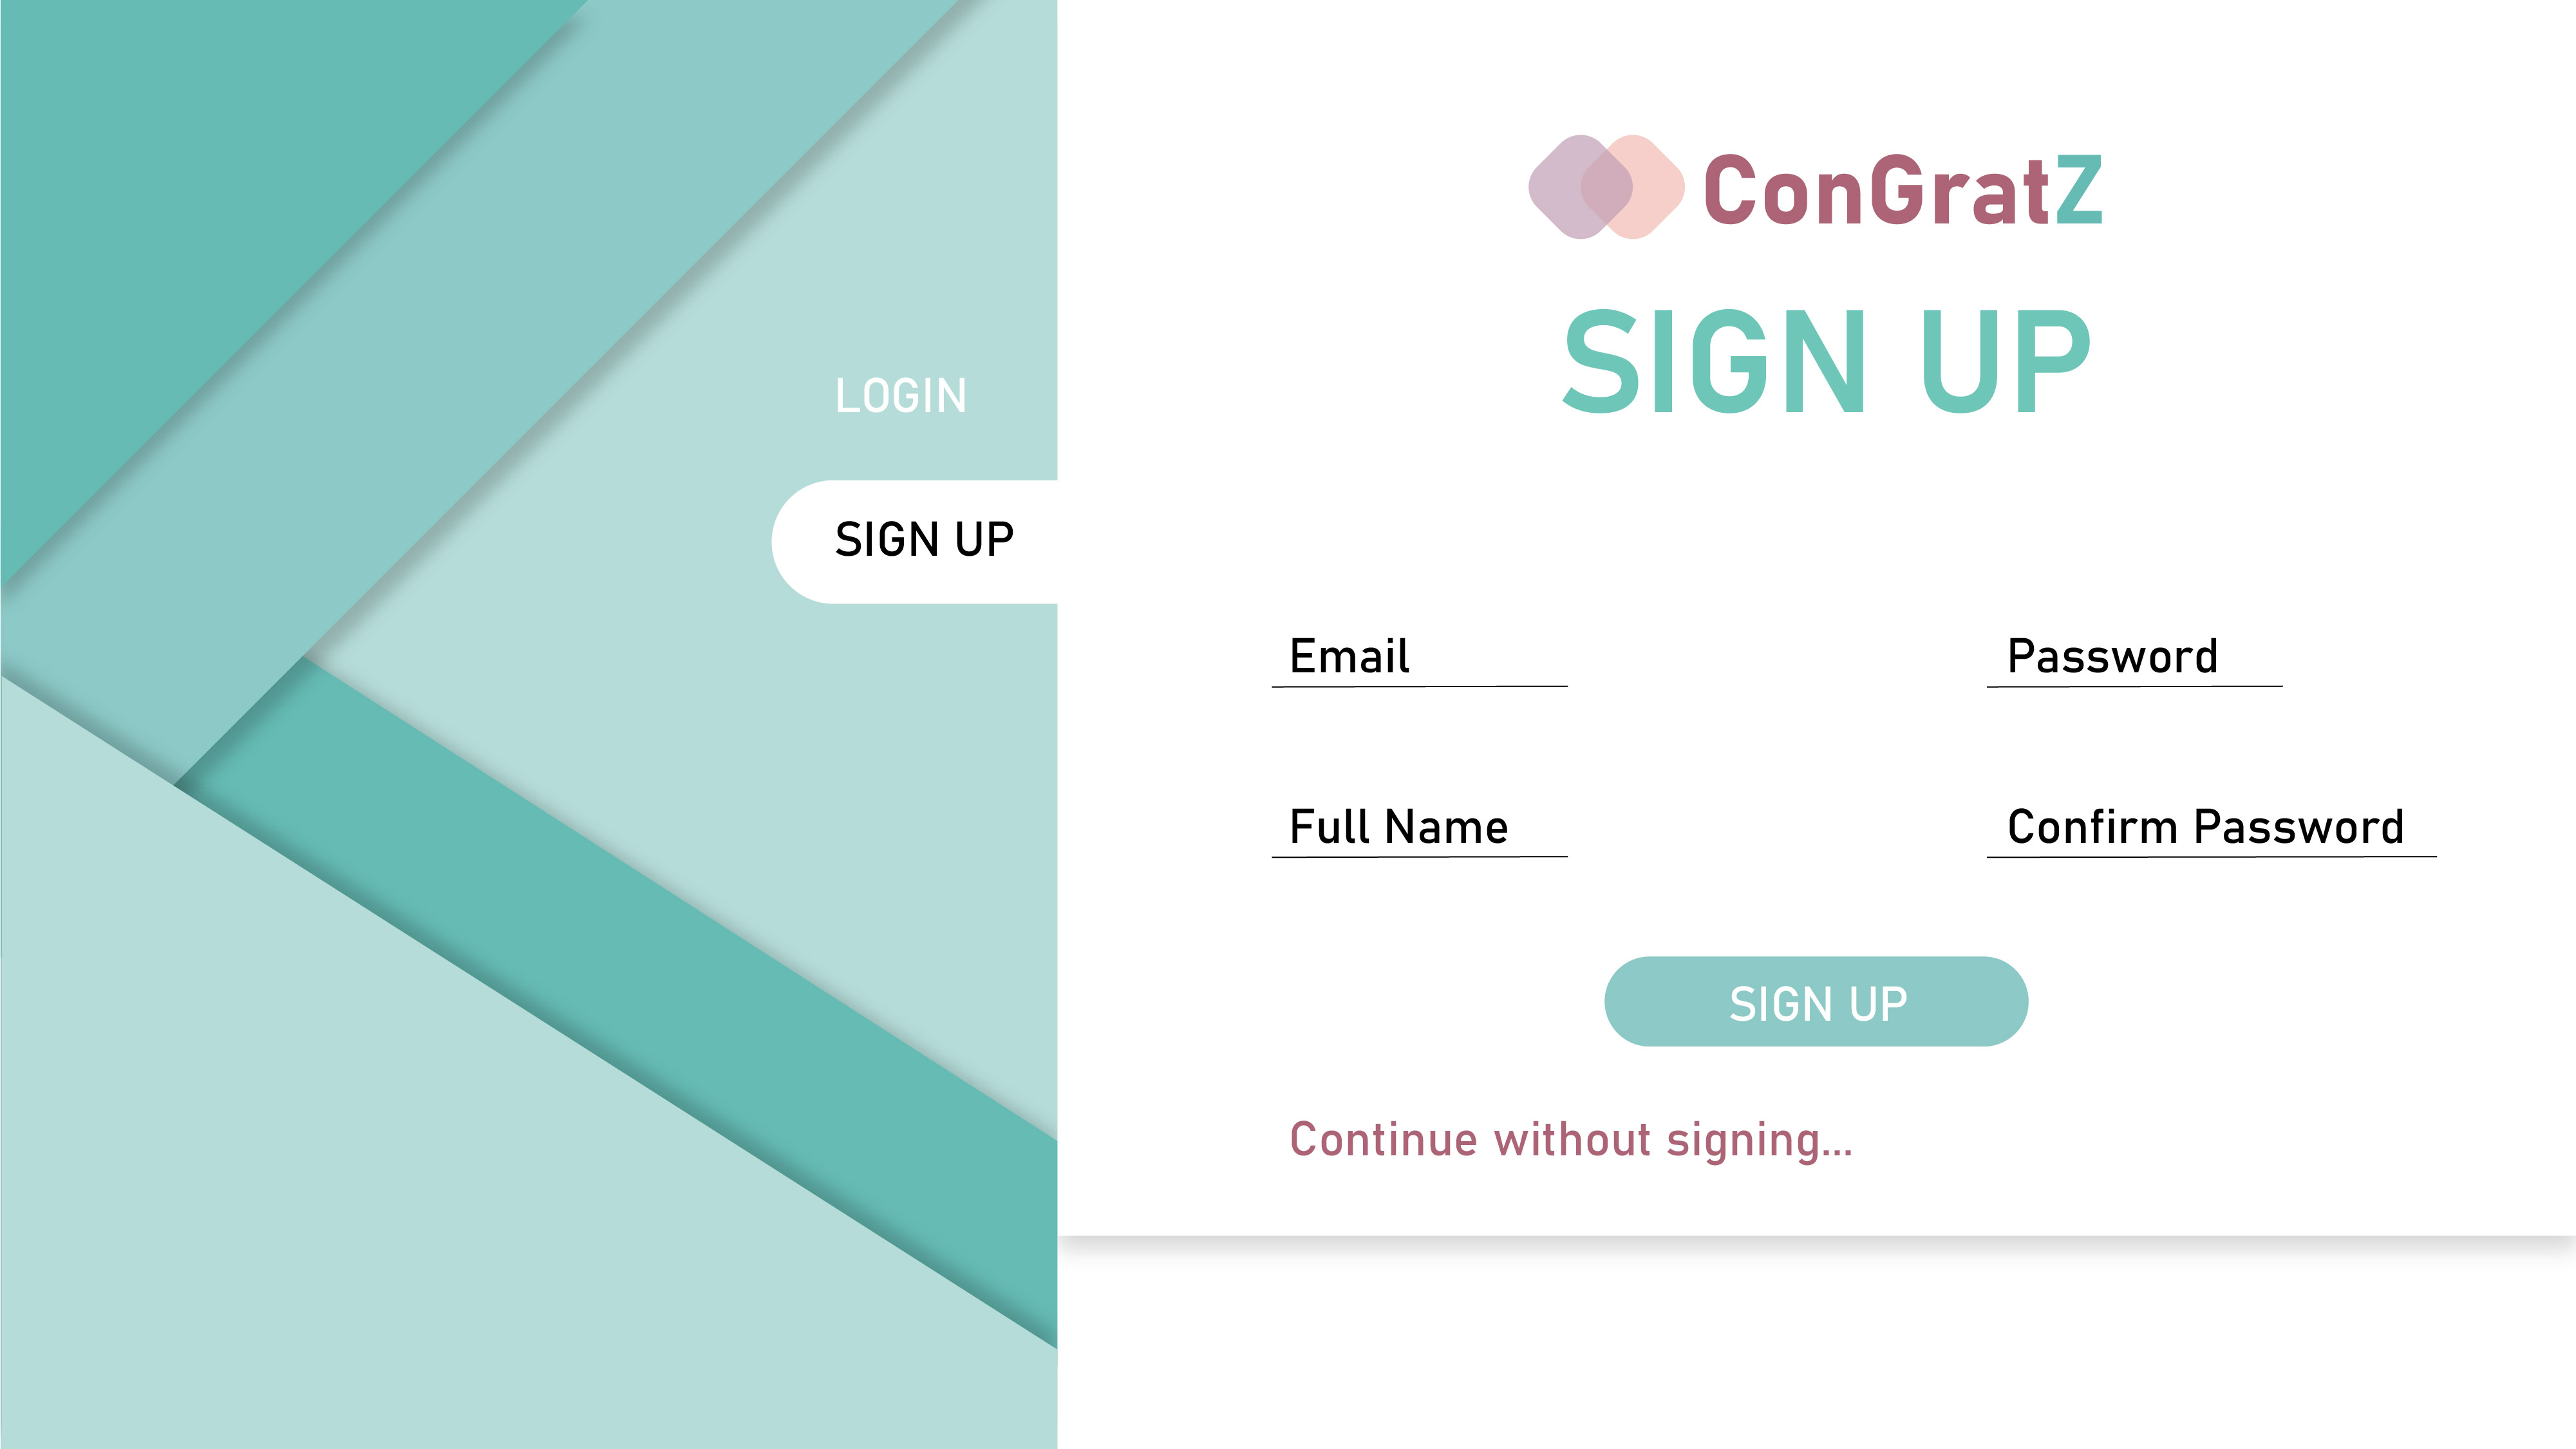 ConGratZ
SIGN UP
LOGIN
SIGN UP
Email
Password
Full Name
Confirm Password
SIGN UP
Continue without signing...